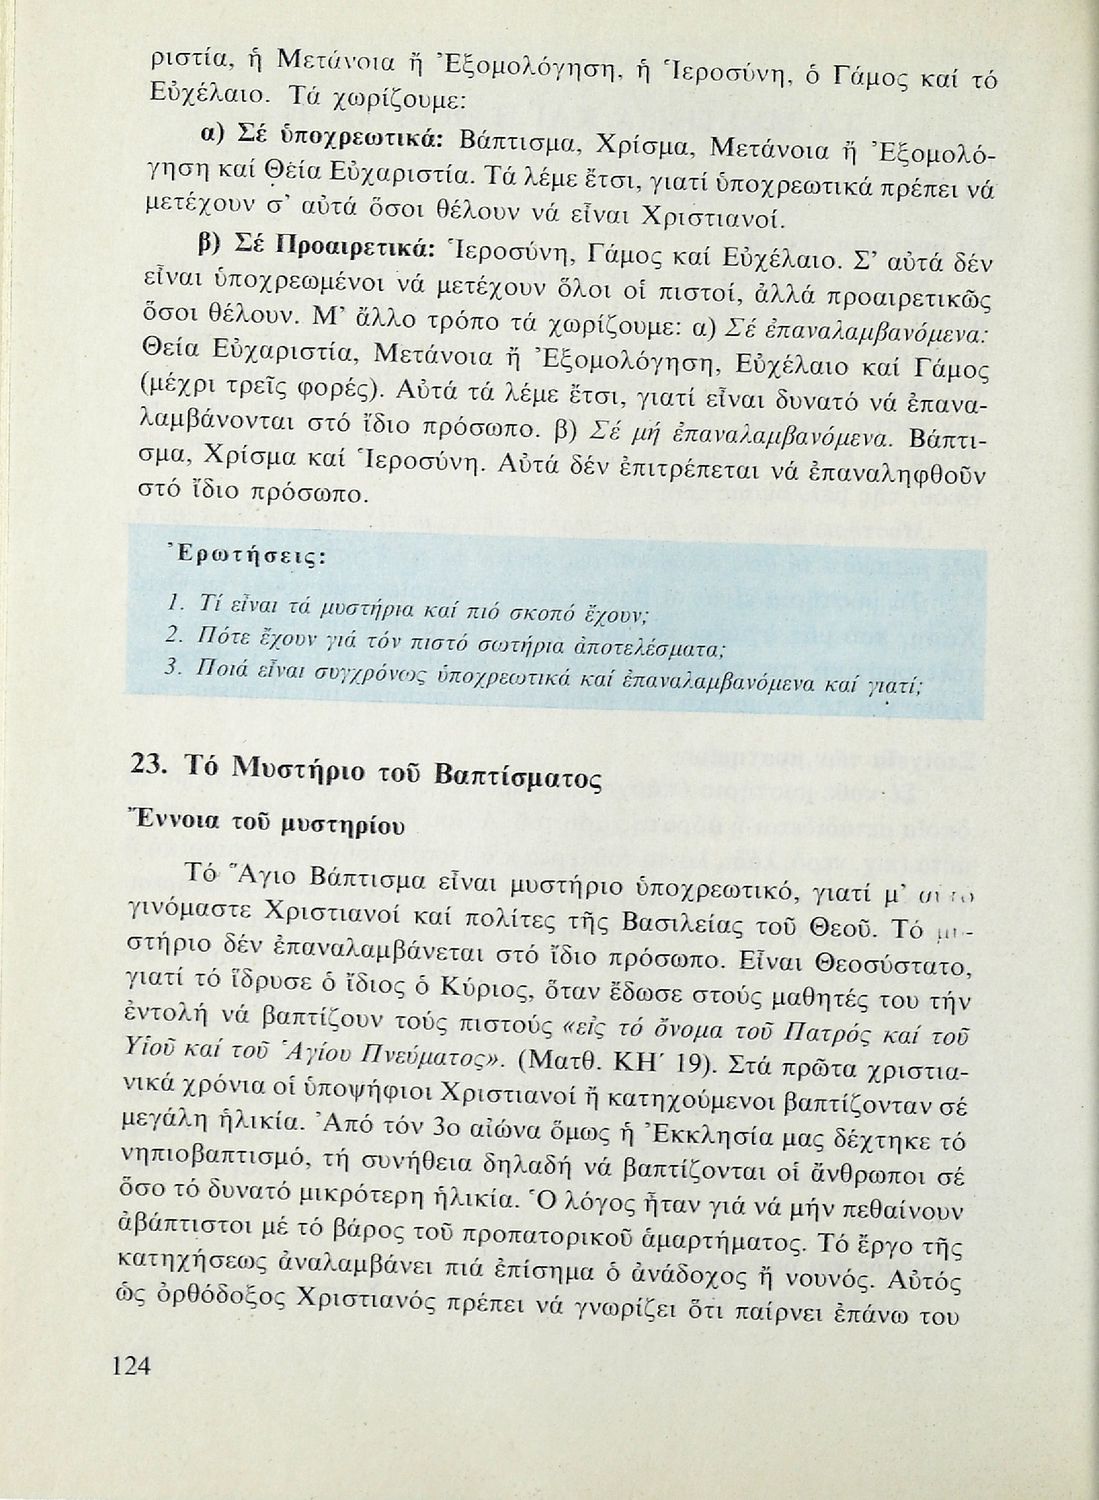 ριστία, ἡ Μετάνοια ἤ Ἐξομολόγηση, ἡ Ἱεροσύνη, ὁ Γάμος καί τό
Εὐχέλαιο. Τά χωρίζουμε:
α) Σέ ὑποχρεωτικά: Βάπτισμα, Χρίσμα, Μετάνοια ἤ Ἐξομολό-
γηση καί Θεία Εὐχαριστία. Τά λέμε ἔτσι, γιατί ὑποχρεωτικά πρέπει νά
μετέχουν σ' αὐτά ὅσοι θέλουν νά εἶναι Χριστιανοί.
β) Σέ Προαιρετικά: Ἱεροσύνη, Γάμος καί Εὐχέλαιο. Σ' αὐτά δέν
εἶναι ὑποχρεωμένοι νά μετέχουν ὅλοι οἱ πιστοί, ἀλλά προαιρετικῶς
ὅσοι θέλουν. Μ' ἄλλο τρόπο τά χωρίζουμε: α) Σέ ἐπαναλαμβανόμενα:
Θεία Εὐχαριστία, Μετάνοια ἤ Ἐξομολόγηση, Εὐχέλαιο καί Γάμος
(μέχρι τρεῖς φορές). Αὐτά τά λέμε ἔτσι, γιατί εἶναι δυνατό νά ἐπανα-
λαμβάνονται στό ἴδιο πρόσωπο. β) Σέ μή ἐπαναλαμβανόμενα. Βάπτι-
σμα, Χρίσμα καί Ἱεροσύνη. Αὐτά δέν ἐπιτρέπεται νά ἐπαναληφθοῦν
στό ἴδιο πρόσωπο.
Ἐρωτήσεις:
1. Τί εἶναι τά μυστήρια καί πιό σκοπό ἔχουν;
2. Πότε ἔχουν γιά τόν πιστό σωτήρια ἀποτελέσματα;
3. Ποιά εἶναι συγχρόνως ὑποχρεωτικά καί ἐπαναλαμβανόμενα καί γιατί;
23. Τό Μυστήριο τοῦ Βαπτίσματος
Ἔννοια τοῦ μυστηρίου
Τό Ἅγιο Βάπτισμα εἶναι μυστήριο ὑποχρεωτικό, γιατί μ'
γινόμαστε Χριστιανοί καί πολίτες τῆς Βασιλείας τοῦ Θεοῦ. Τό
στήριο δέν ἐπαναλαμβάνεται στό ἴδιο πρόσωπο. Εἶναι Θεοσύστατο,
γιατί τό ἵδρυσε ὁ ἴδιος ὁ Κύριος, ὅταν ἔδωσε στούς μαθητές του τήν
ἐντολή νά βαπτίζουν τούς πιστούς «εἰς τό ὄνομα τοῦ Πατρός καί τοῦ
Υἱοῦ καί τοῦ Ἁγίου Πνεύματος». (Ματθ. ΚΗ' 19). Στά πρῶτα χριστια-
νικά χρόνια οἱ ὑποψήφιοι Χριστιανοί ἤ κατηχούμενοι βαπτίζονταν σέ
μεγάλη ἡλικία. Ἀπό τόν 3ο αἰώνα ὅμως ἡ Ἐκκλησία μας δέχτηκε τό
νηπιοβαπτισμό, τή συνήθεια δηλαδή νά βαπτίζονται οἱ ἄνθρωποι σέ
ὅσο τό δυνατό μικρότερη ἡλικία. Ὁ λόγος ἦταν γιά νά μήν πεθαίνουν
ἀβάπτιστοι μέ τό βάρος τοῦ προπατορικοῦ ἁμαρτήματος. Τό ἔργο τῆς
κατηχήσεως ἀναλαμβάνει πιά ἐπίσημα ὁ ἀνάδοχος ἤ νουνός. Αὐτός
ὡς ὀρθόδοξος Χριστιανός πρέπει νά γνωρίζει ὅτι παίρνει ἐπάνω του
124